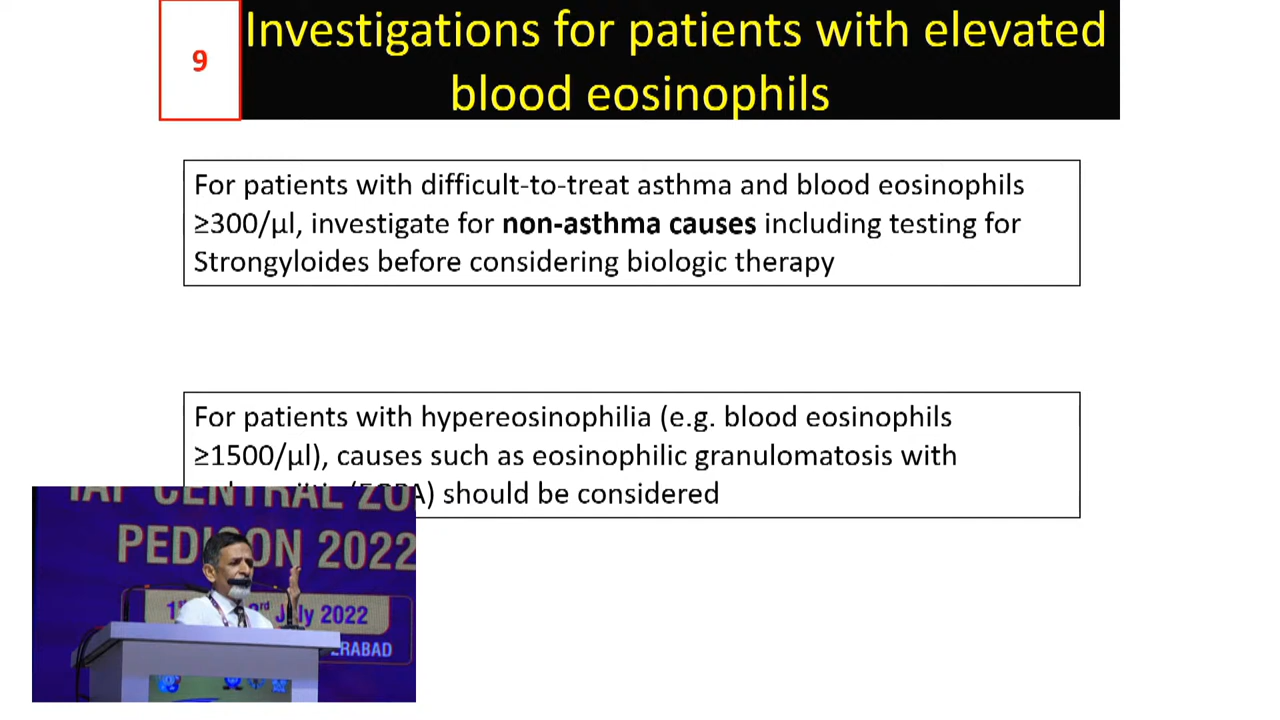 9
Investigations for patients with elevated
blood eosinophils
For patients with difficult-to-treat asthma and blood eosinophils
≥300/µl, investigate for non-asthma causes including testing for
Strongyloides before considering biologic therapy
For patients with hypereosinophilia (e.g. blood eosinophils
≥1500/µl), causes such as eosinophilic granulomatosis with
should be considered
CENTRAL
PEDICON 2022
July 2022
ERABAD